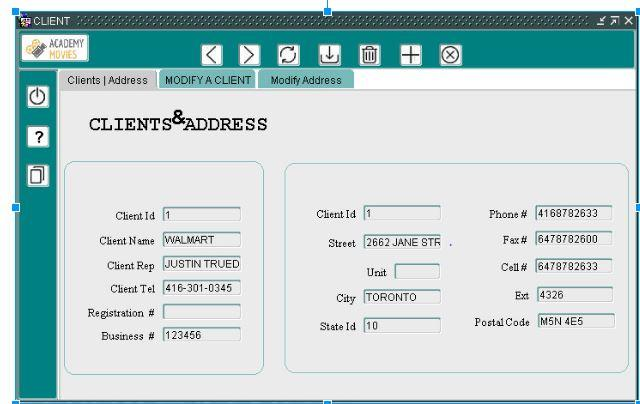 CLIENT
ACADEMY
MOVIES
Clients | Address
MODIFY A CLIENT
Modify Address
?
CLIENTS&ADDRESS
Client Id 1
Client Name WALMART
Client Rep JUSTIN TRUED
Client Tel 416-301-0345
Registration #
Business # 123456
Client Id 1
Street 2662 JANE STR
Unit
City TORONTO
State Id 10
Phone # 4168782633
Fax# 6478782600
Cell# 6478782633
Ext 4326
Postal Code M5N 4E5